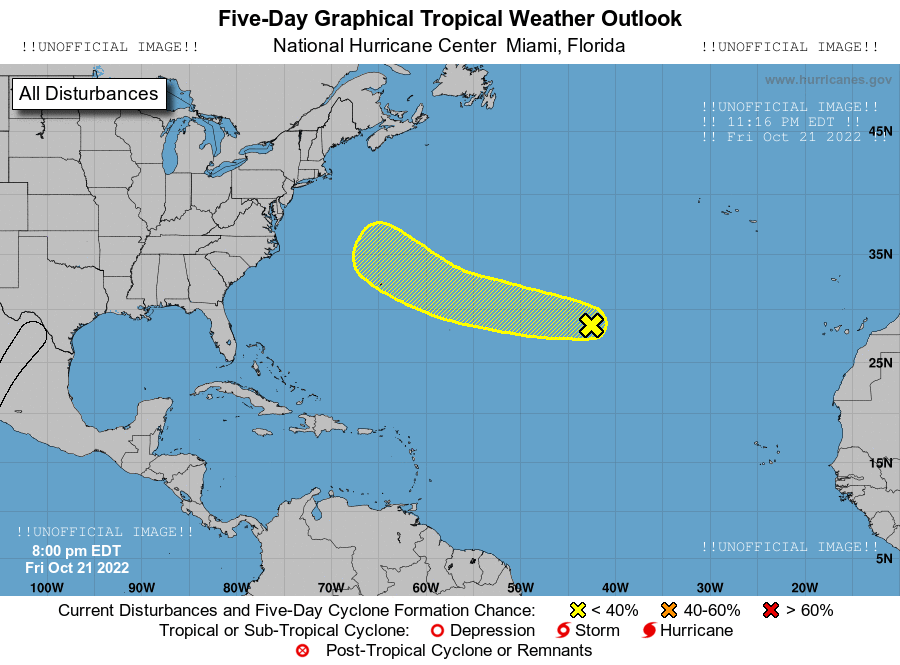 Five-Day Graphical Tropical Weather Outlook
!!UNOFFICIAL IMAGE!! National Hurricane Center Miami, Florida !!UNOFFICIAL IMAGE!!
All Disturbances
www.hurricanes.gov
!!UNOFFICIAL IMAGE!!
!! 11:16 PM EDT !!
!! Fri Oct 21 2022 !!
45N
35N
25N
15N
!!UNOFFICIAL IMAGE!!
8:00 pm EDT
Fri Oct 21 2022
!!UNOFFICIAL IMAGE!!
5N
100W 90W 80W 70W 60W 50W 40W 30W 20W
Current Disturbances and Five-Day Cyclone Formation Chance: < 40% 40-60% > 60%
Tropical or Sub-Tropical Cyclone: Depression Storm Hurricane
Post-Tropical Cyclone or Remnants